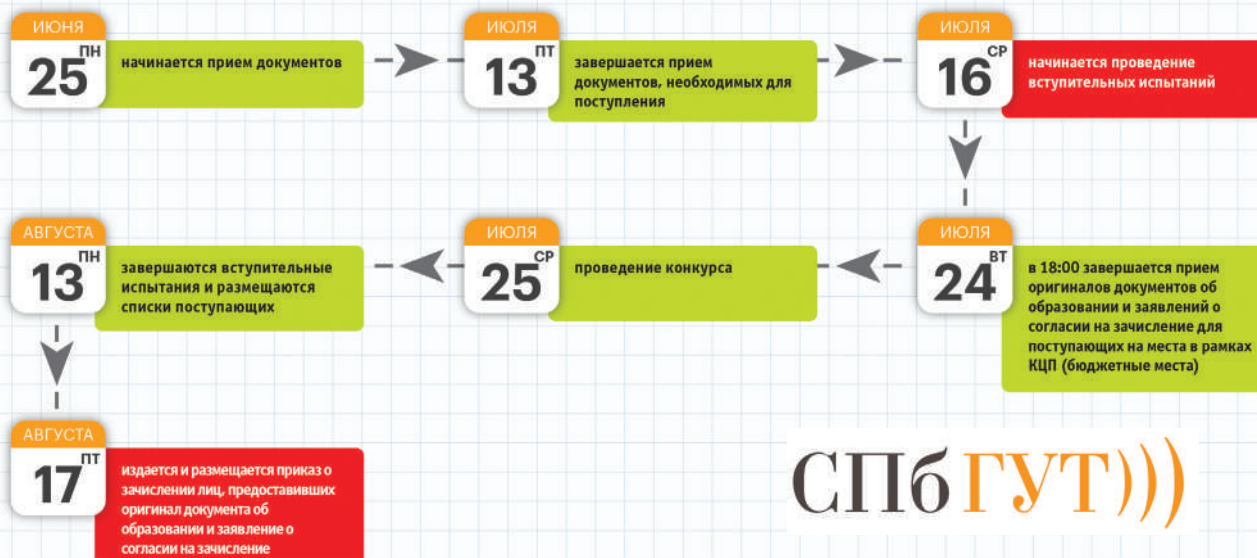 ИЮНЯ
25 ПН
начинается прием документов
ИЮЛЯ
13 ПТ
завершается прием
документов, необходимых для
поступления
ИЮЛЯ
16 СР
начинается проведение
вступительных испытаний
ИЮЛЯ
24 ВТ
в 18:00 завершается прием
оригиналов документов об
образовании и заявлений о
согласии на зачисление для
поступающих на места в рамках
КЦП (бюджетные места)
ИЮЛЯ
25 СР
проведение конкурса
АВГУСТА
13 ПН
завершаются вступительные
испытания и размещаются
списки поступающих
АВГУСТА
17 ПТ
издается и размещается приказ о
зачислении лиц, предоставивших
оригинал документа об
образовании и заявление о
согласии на зачисление
СПбГУТ)))